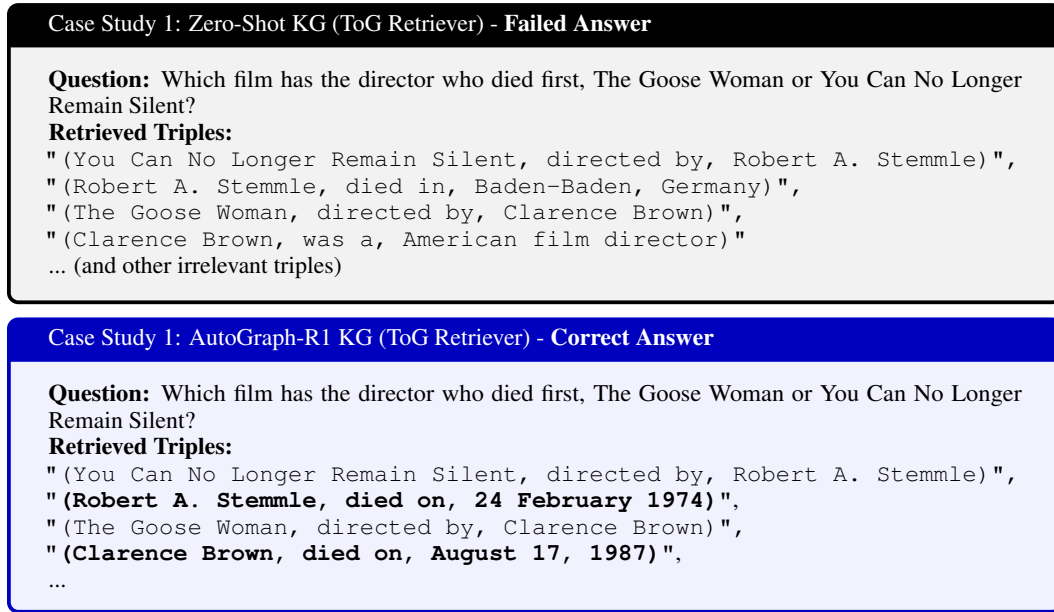 Case Study 1: Zero-Shot KG (ToG Retriever) - Failed Answer
Question: Which film has the director who died first, The Goose Woman or You Can No Longer
Remain Silent?
Retrieved Triples:
"(You Can No Longer Remain Silent, directed by, Robert A. Stemmle)",
"(Robert A. Stemmle, died in, Baden-Baden, Germany)",
"(The Goose Woman, directed by, Clarence Brown)",
"(Clarence Brown, was a, American film director)"
... (and other irrelevant triples)
Case Study 1: AutoGraph-R1 KG (ToG Retriever) - Correct Answer
Question: Which film has the director who died first, The Goose Woman or You Can No Longer
Remain Silent?
Retrieved Triples:
"(You Can No Longer Remain Silent, directed by, Robert A. Stemmle)",
"(Robert A. Stemmle, died on, 24 February 1974)",
"(The Goose Woman, directed by, Clarence Brown)",
"(Clarence Brown, died on, August 17, 1987)",
...